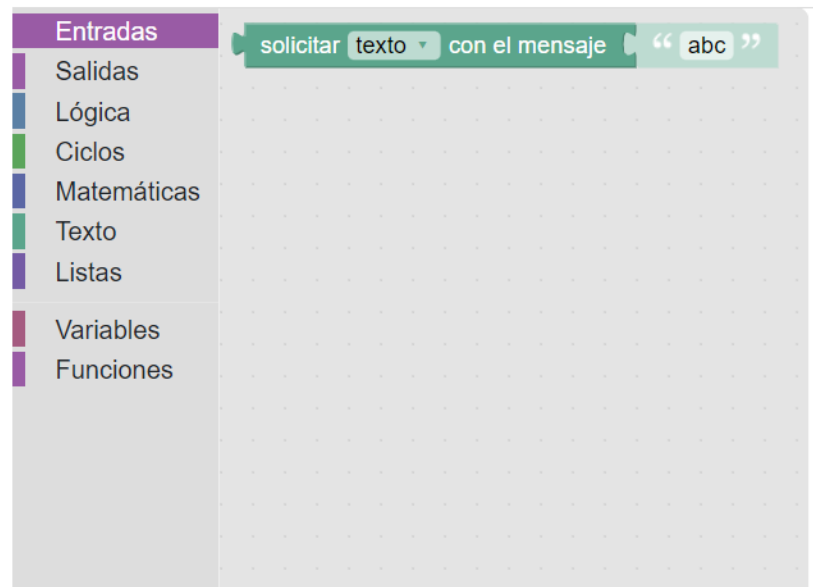 Entradas
solicitar texto con el mensaje “ abc ”
Salidas
Lógica
Ciclos
Matemáticas
Texto
Listas
Variables
Funciones